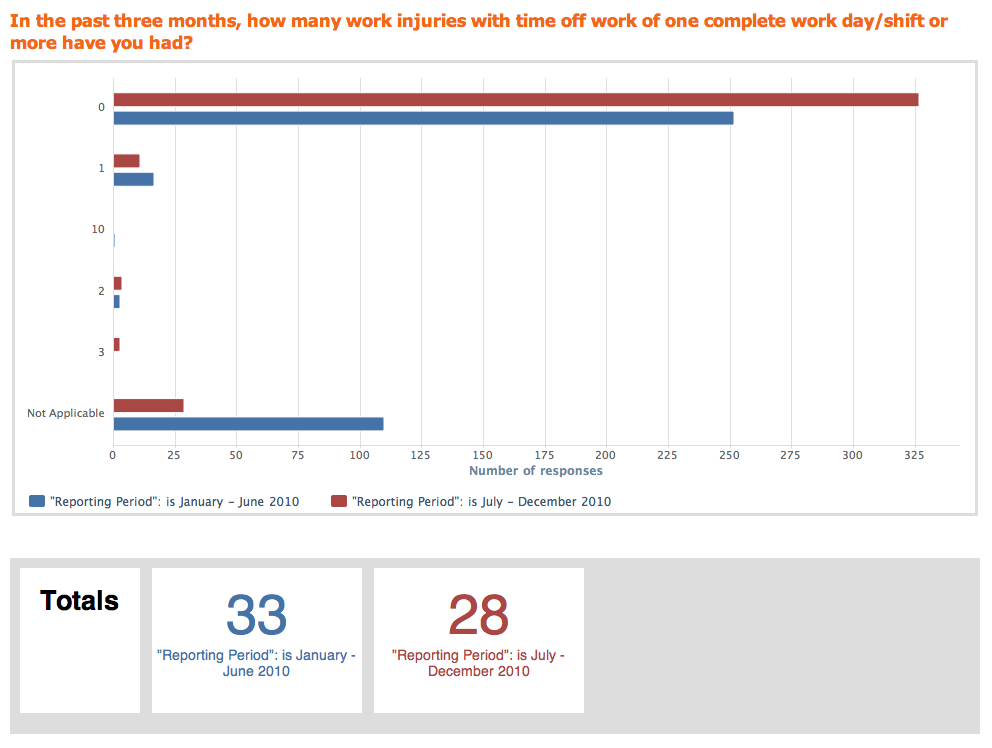 In the past three months, how many work injuries with time off work of one complete work day/shift or
more have you had?
0
1
10
2
3
Not Applicable
0 25 50 75 100 125 150 175 200 225 250 275 300 325
Number of responses
"Reporting Period": is January - June 2010 "Reporting Period": is July - December 2010
Totals
33
"Reporting Period": is January -
June 2010
28
"Reporting Period": is July -
December 2010